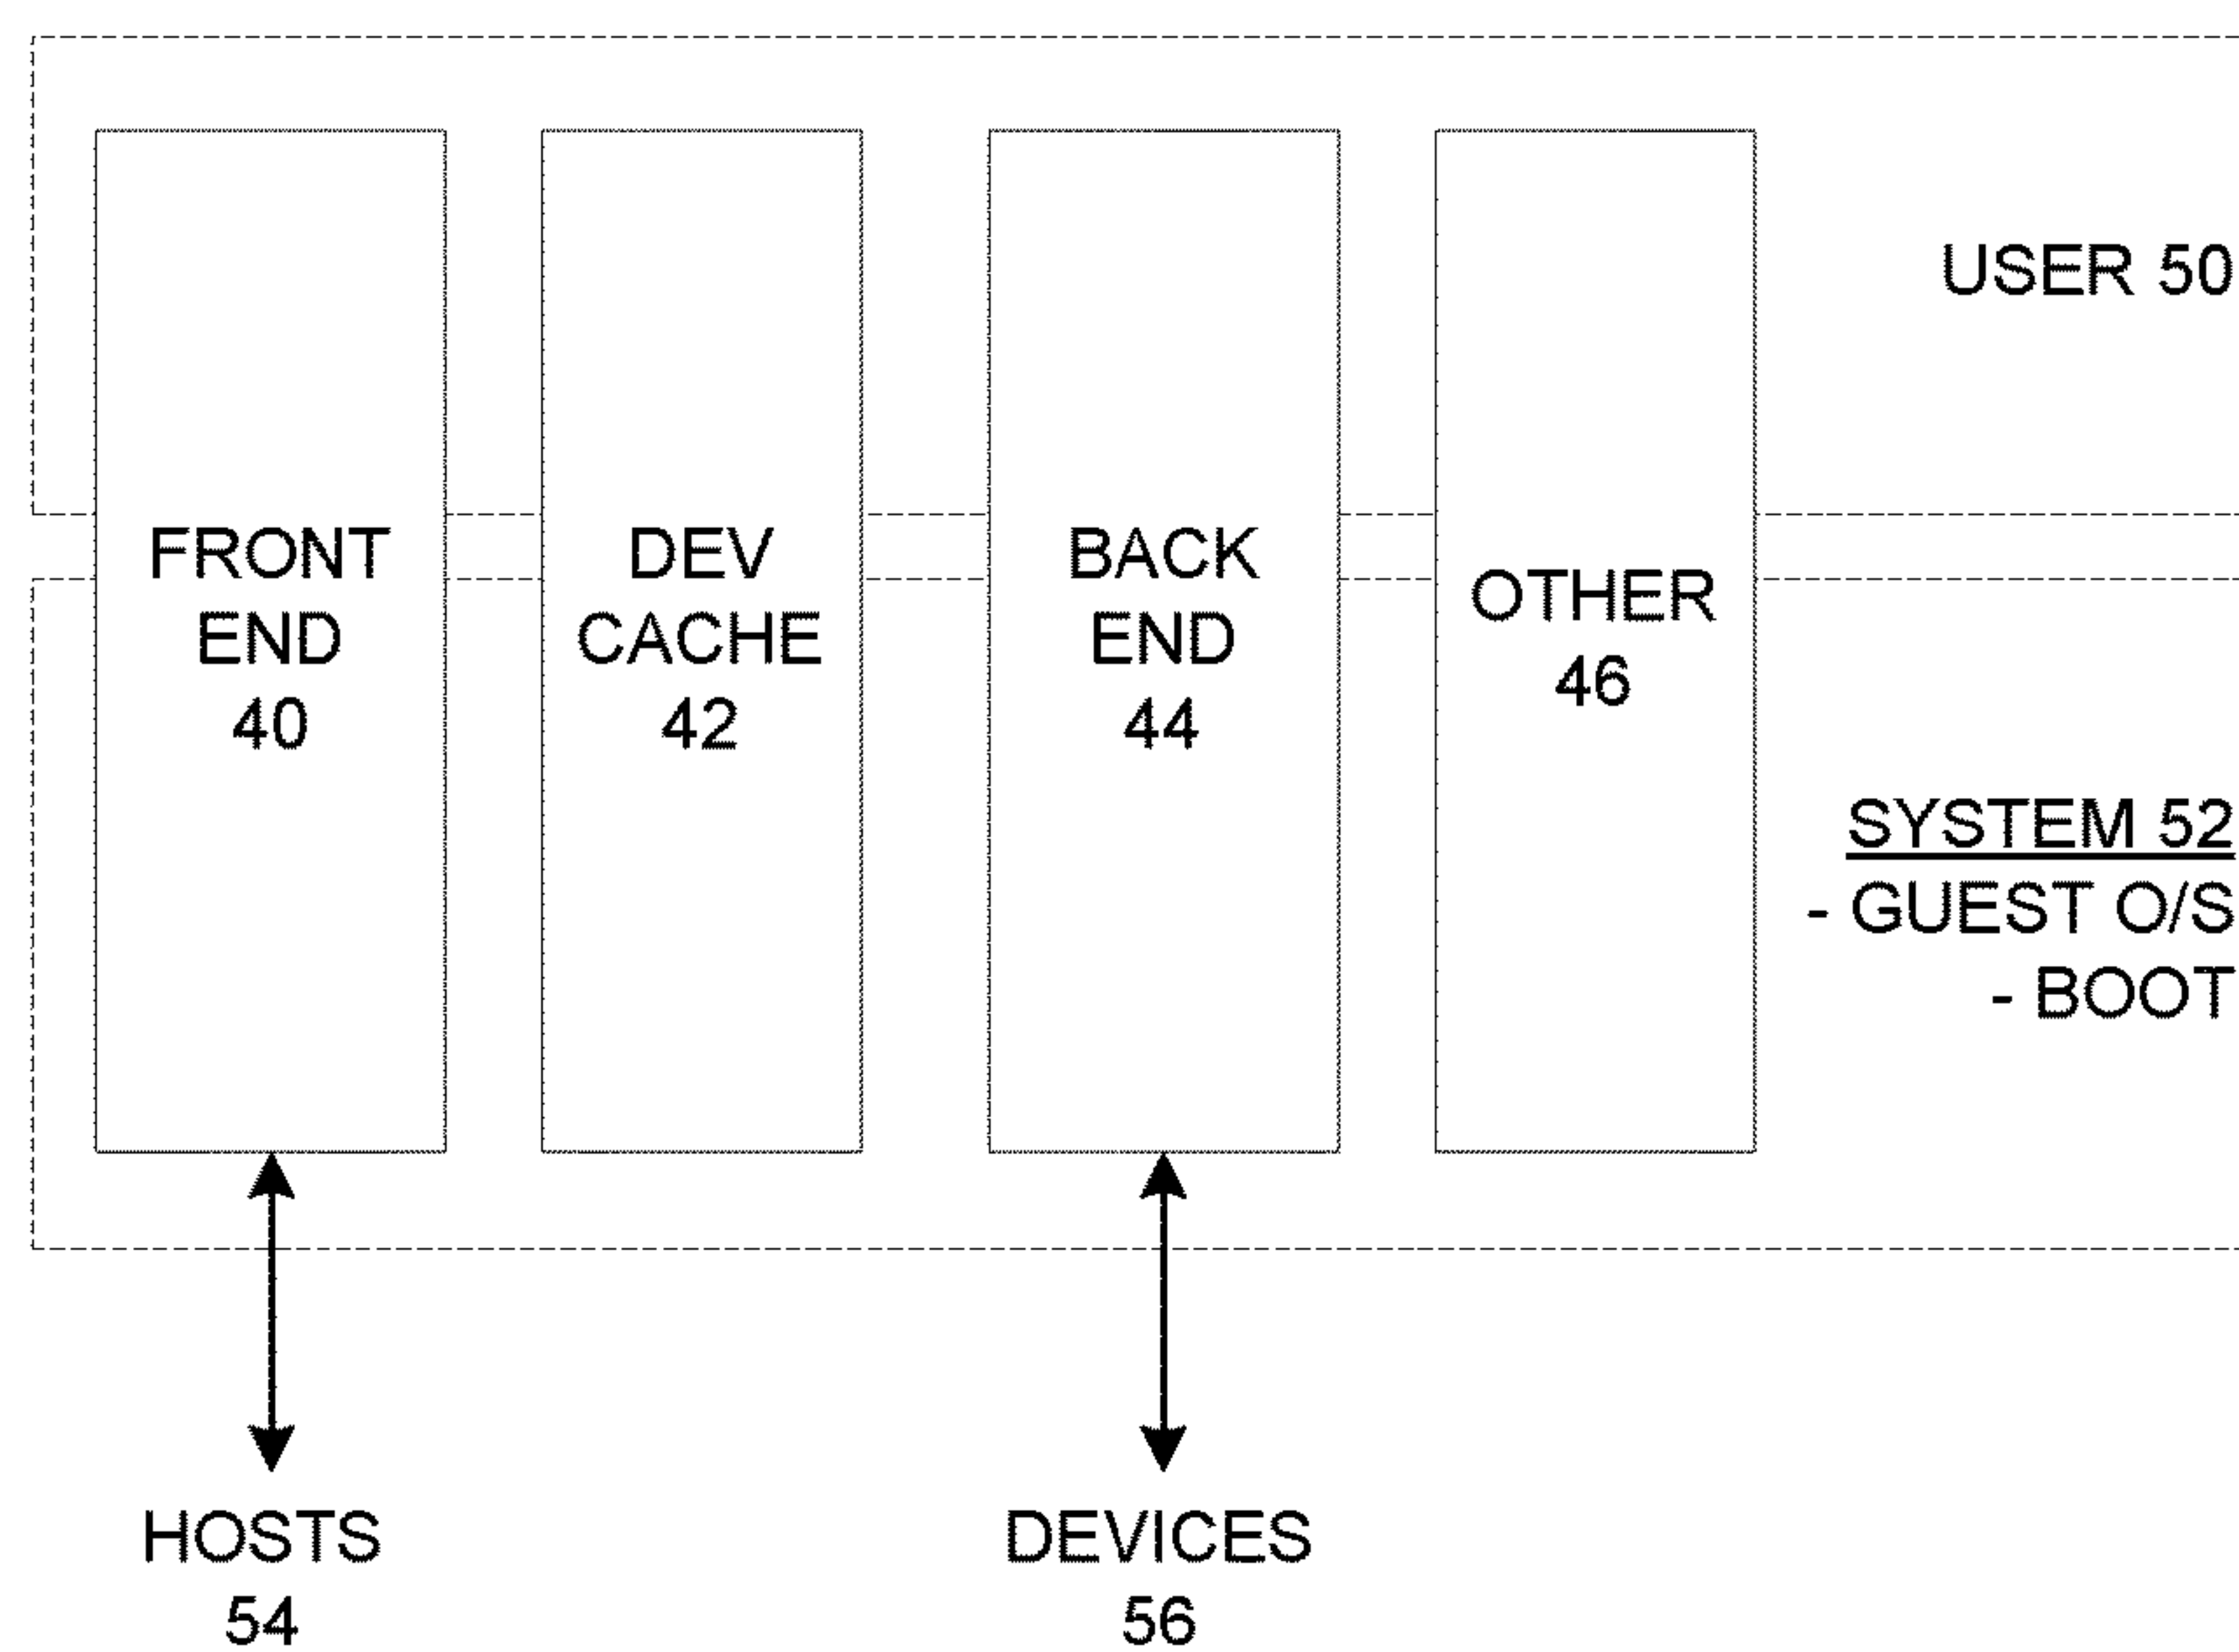 USER 50
FRONT
END
40
DEV
CACHE
42
BACK
END
44
OTHER
46
SYSTEM 52
- GUEST O/S
- BOOT
HOSTS
54
DEVICES
56